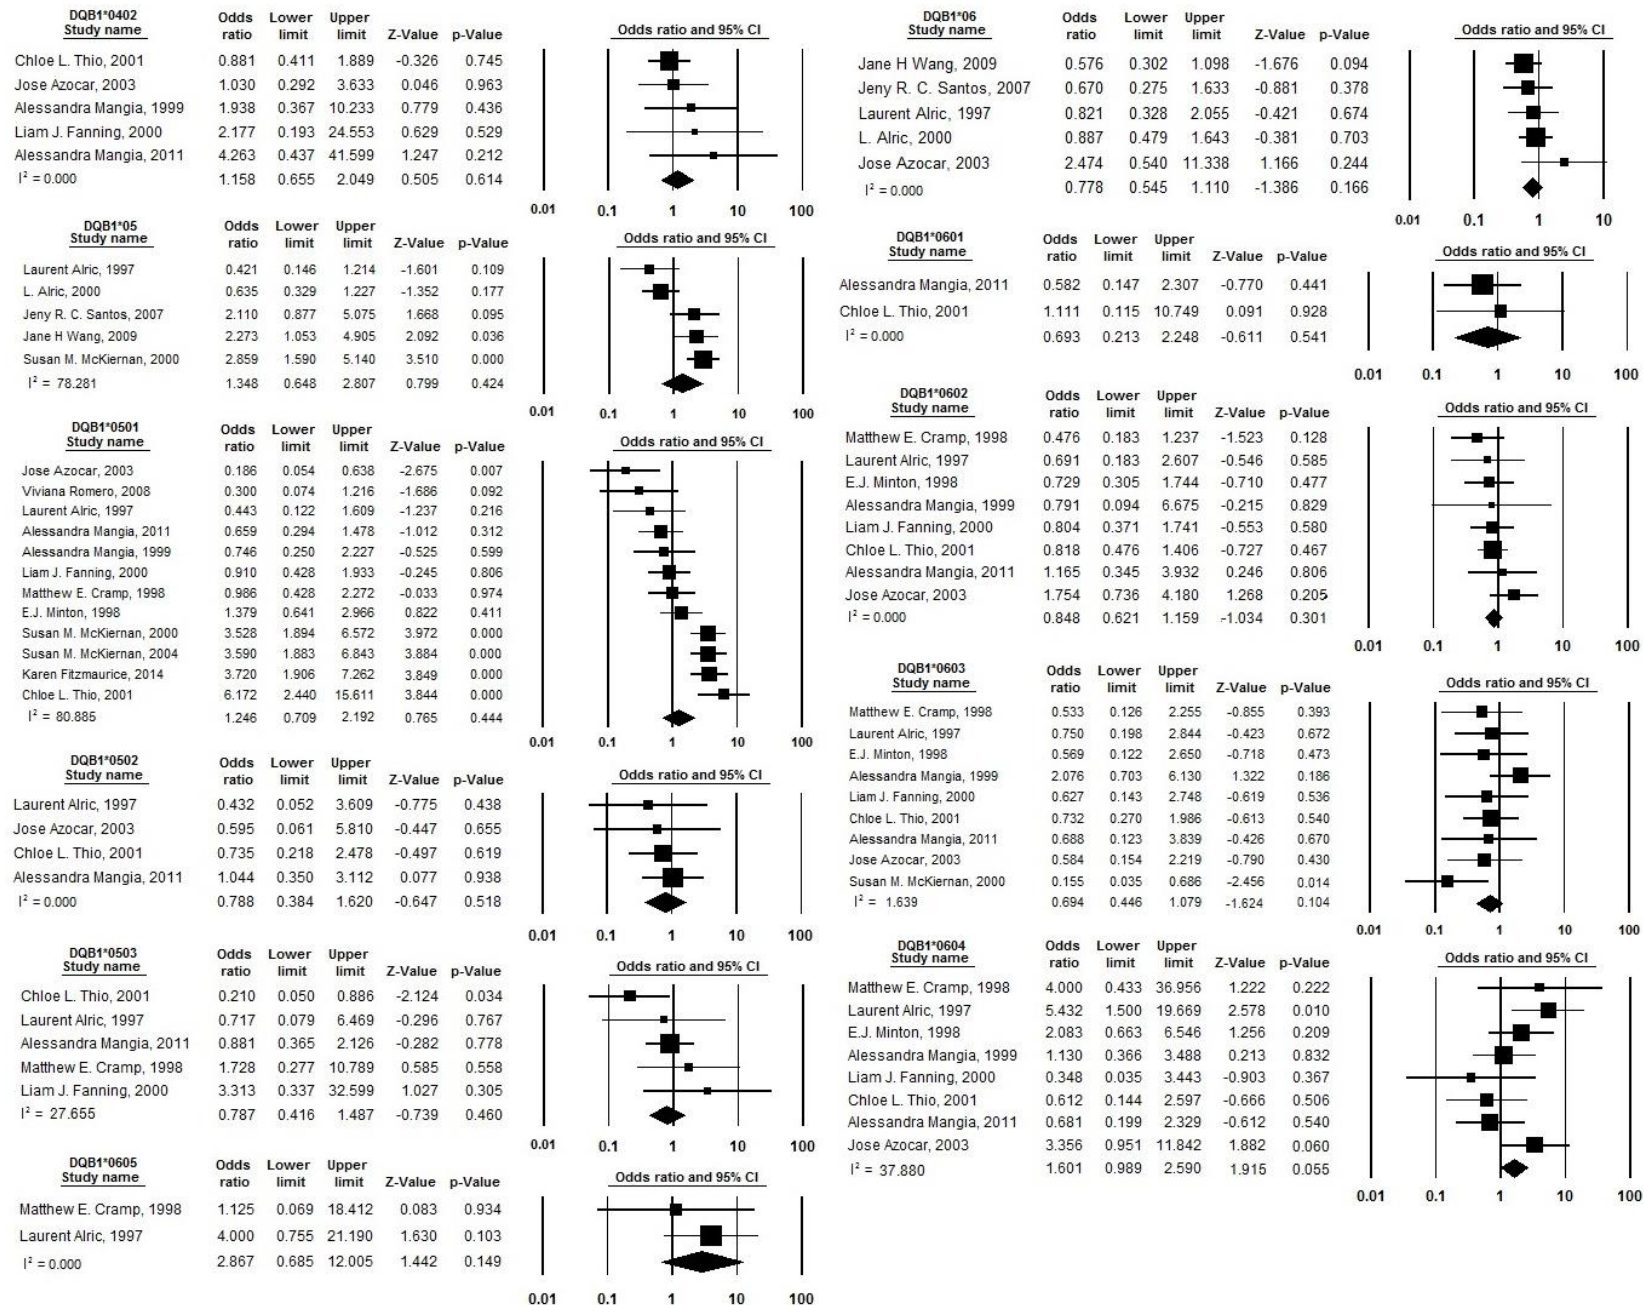 DQB1*0402
Study name
Odds ratio Lower limit Upper limit Z-Value p-Value
Odds ratio and 95% CI
Chloe L. Thio, 2001 0.881 0.411 1.889 -0.326 0.745
Jose Azocar, 2003 1.030 0.292 3.633 0.046 0.963
Alessandra Mangia, 1999 1.938 0.367 10.233 0.779 0.436
Liam J. Fanning, 2000 2.177 0.193 24.553 0.629 0.529
Alessandra Mangia, 2011 4.263 0.437 41.599 1.247 0.212
I² = 0.000 1.158 0.655 2.049 0.505 0.614
0.01 0.1 1 10 100
DQB1*05
Study name
Odds ratio Lower limit Upper limit Z-Value p-Value
Odds ratio and 95% CI
Laurent Alric, 1997 0.421 0.146 1.214 -1.601 0.109
L. Alric, 2000 0.635 0.329 1.227 -1.352 0.177
Jeny R. C. Santos, 2007 2.110 0.877 5.075 1.668 0.095
Jane H Wang, 2009 2.273 1.053 4.905 2.092 0.036
Susan M. McKiernan, 2000 2.859 1.590 5.140 3.510 0.000
I² = 78.281 1.348 0.648 2.807 0.799 0.424
0.01 0.1 1 10 100
DQB1*0501
Study name
Odds ratio Lower limit Upper limit Z-Value p-Value
Odds ratio and 95% CI
Jose Azocar, 2003 0.186 0.054 0.638 -2.675 0.007
Viviana Romero, 2008 0.300 0.074 1.216 -1.686 0.092
Laurent Alric, 1997 0.443 0.122 1.609 -1.237 0.216
Alessandra Mangia, 2011 0.659 0.294 1.478 -1.012 0.312
Alessandra Mangia, 1999 0.746 0.250 2.227 -0.525 0.599
Liam J. Fanning, 2000 0.910 0.428 1.933 -0.245 0.806
Matthew E. Cramp, 1998 0.986 0.428 2.272 -0.033 0.974
E.J. Minton, 1998 1.379 0.641 2.966 0.822 0.411
Susan M. McKiernan, 2000 3.528 1.894 6.572 3.972 0.000
Susan M. McKiernan, 2004 3.590 1.883 6.843 3.884 0.000
Karen Fitzmaurice, 2014 3.720 1.906 7.262 3.849 0.000
Chloe L. Thio, 2001 6.172 2.440 15.611 3.844 0.000
I² = 80.885 1.246 0.709 2.192 0.765 0.444
0.01 0.1 1 10 100
DQB1*0502
Study name
Odds ratio Lower limit Upper limit Z-Value p-Value
Odds ratio and 95% CI
Laurent Alric, 1997 0.432 0.052 3.609 -0.775 0.438
Jose Azocar, 2003 0.595 0.061 5.810 -0.447 0.655
Chloe L. Thio, 2001 0.735 0.218 2.478 -0.497 0.619
Alessandra Mangia, 2011 1.044 0.350 3.112 0.077 0.938
I² = 0.000 0.788 0.384 1.620 -0.647 0.518
0.01 0.1 1 10 100
DQB1*0503
Study name
Odds ratio Lower limit Upper limit Z-Value p-Value
Odds ratio and 95% CI
Chloe L. Thio, 2001 0.210 0.050 0.886 -2.124 0.034
Laurent Alric, 1997 0.717 0.079 6.469 -0.296 0.767
Alessandra Mangia, 2011 0.881 0.365 2.126 -0.282 0.778
Matthew E. Cramp, 1998 1.728 0.277 10.789 0.585 0.558
Liam J. Fanning, 2000 3.313 0.337 32.599 1.027 0.305
I² = 27.655 0.787 0.416 1.487 -0.739 0.460
0.01 0.1 1 10 100
DQB1*0605
Study name
Odds ratio Lower limit Upper limit Z-Value p-Value
Odds ratio and 95% CI
Matthew E. Cramp, 1998 1.125 0.069 18.412 0.083 0.934
Laurent Alric, 1997 4.000 0.755 21.190 1.630 0.103
I² = 0.000 2.867 0.685 12.005 1.442 0.149
0.01 0.1 1 10 100
DQB1*06
Study name
Odds ratio Lower limit Upper limit Z-Value p-Value
Odds ratio and 95% CI
Jane H Wang, 2009 0.576 0.302 1.098 -1.676 0.094
Jeny R. C. Santos, 2007 0.670 0.275 1.633 -0.881 0.378
Laurent Alric, 1997 0.821 0.328 2.055 -0.421 0.674
L. Alric, 2000 0.887 0.479 1.643 -0.381 0.703
Jose Azocar, 2003 2.474 0.540 11.338 1.166 0.244
I² = 0.000 0.778 0.545 1.110 -1.386 0.166
0.01 0.1 1 10
DQB1*0601
Study name
Odds ratio Lower limit Upper limit Z-Value p-Value
Odds ratio and 95% CI
Alessandra Mangia, 2011 0.582 0.147 2.307 -0.770 0.441
Chloe L. Thio, 2001 1.111 0.115 10.749 0.091 0.928
I² = 0.000 0.693 0.213 2.248 -0.611 0.541
0.01 0.1 1 10 100
DQB1*0602
Study name
Odds ratio Lower limit Upper limit Z-Value p-Value
Odds ratio and 95% CI
Matthew E. Cramp, 1998 0.476 0.183 1.237 -1.523 0.128
Laurent Alric, 1997 0.691 0.183 2.607 -0.546 0.585
E.J. Minton, 1998 0.729 0.305 1.744 -0.710 0.477
Alessandra Mangia, 1999 0.791 0.094 6.675 -0.215 0.829
Liam J. Fanning, 2000 0.804 0.371 1.741 -0.553 0.580
Chloe L. Thio, 2001 0.818 0.476 1.406 -0.727 0.467
Alessandra Mangia, 2011 1.165 0.345 3.932 0.246 0.806
Jose Azocar, 2003 1.754 0.736 4.180 1.268 0.205
I² = 0.000 0.848 0.621 1.159 -1.034 0.301
0.01 0.1 1 10 100
DQB1*0603
Study name
Odds ratio Lower limit Upper limit Z-Value p-Value
Odds ratio and 95% CI
Matthew E. Cramp, 1998 0.533 0.126 2.255 -0.855 0.393
Laurent Alric, 1997 0.750 0.198 2.844 -0.423 0.672
E.J. Minton, 1998 0.569 0.122 2.650 -0.718 0.473
Alessandra Mangia, 1999 2.076 0.703 6.130 1.322 0.186
Liam J. Fanning, 2000 0.627 0.143 2.748 -0.619 0.536
Chloe L. Thio, 2001 0.732 0.270 1.986 -0.613 0.540
Alessandra Mangia, 2011 0.688 0.123 3.839 -0.426 0.670
Jose Azocar, 2003 0.584 0.154 2.219 -0.790 0.430
Susan M. McKiernan, 2000 0.155 0.035 0.686 -2.456 0.014
I² = 1.639 0.694 0.446 1.079 -1.624 0.104
0.01 0.1 1 10 100
DQB1*0604
Study name
Odds ratio Lower limit Upper limit Z-Value p-Value
Odds ratio and 95% CI
Matthew E. Cramp, 1998 4.000 0.433 36.956 1.222 0.222
Laurent Alric, 1997 5.432 1.500 19.669 2.578 0.010
E.J. Minton, 1998 2.083 0.663 6.546 1.256 0.209
Alessandra Mangia, 1999 1.130 0.366 3.488 0.213 0.832
Liam J. Fanning, 2000 0.348 0.035 3.443 -0.903 0.367
Chloe L. Thio, 2001 0.612 0.144 2.597 -0.666 0.506
Alessandra Mangia, 2011 0.681 0.199 2.329 -0.612 0.540
Jose Azocar, 2003 3.356 0.951 11.842 1.882 0.060
I² = 37.880 1.601 0.989 2.590 1.915 0.055
0.01 0.1 1 10 100